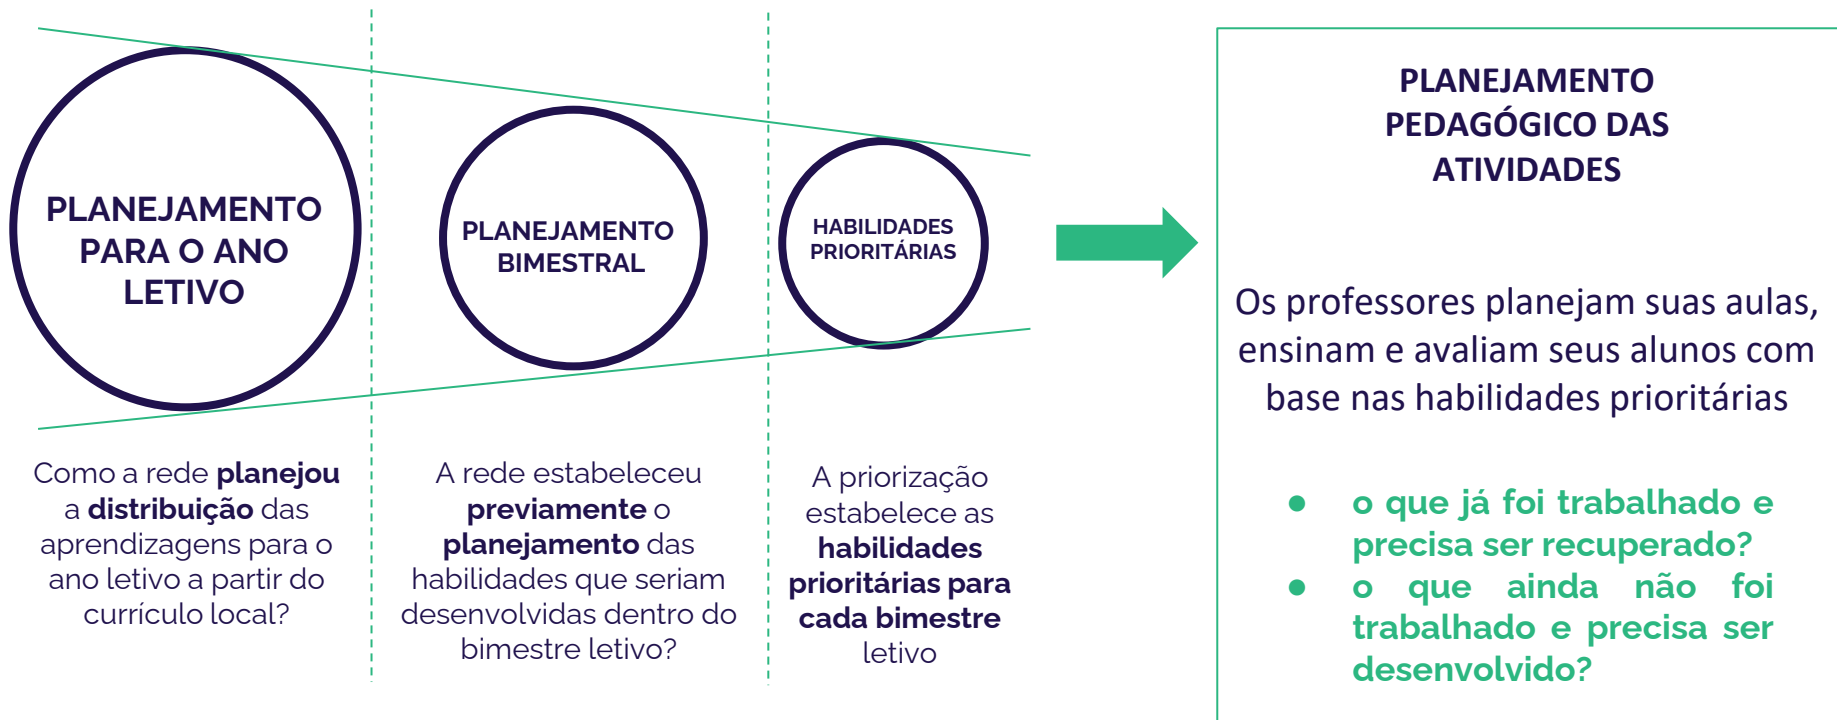 PLANEJAMENTO
PARA O ANO
LETIVO
PLANEJAMENTO
BIMESTRAL
HABILIDADES
PRIORITÁRIAS
Como a rede planejou
a distribuição das
aprendizagens para o
ano letivo a partir do
currículo local?
A rede estabeleceu
previamente o
planejamento das
habilidades que seriam
desenvolvidas dentro do
bimestre letivo?
A priorização
estabelece as
habilidades
prioritárias para
cada bimestre
letivo
PLANEJAMENTO
PEDAGÓGICO DAS
ATIVIDADES
Os professores planejam suas aulas,
ensinam e avaliam seus alunos com
base nas habilidades prioritárias
● o que já foi trabalhado e
precisa ser recuperado?
● o que ainda não foi
trabalhado e precisa ser
desenvolvido?